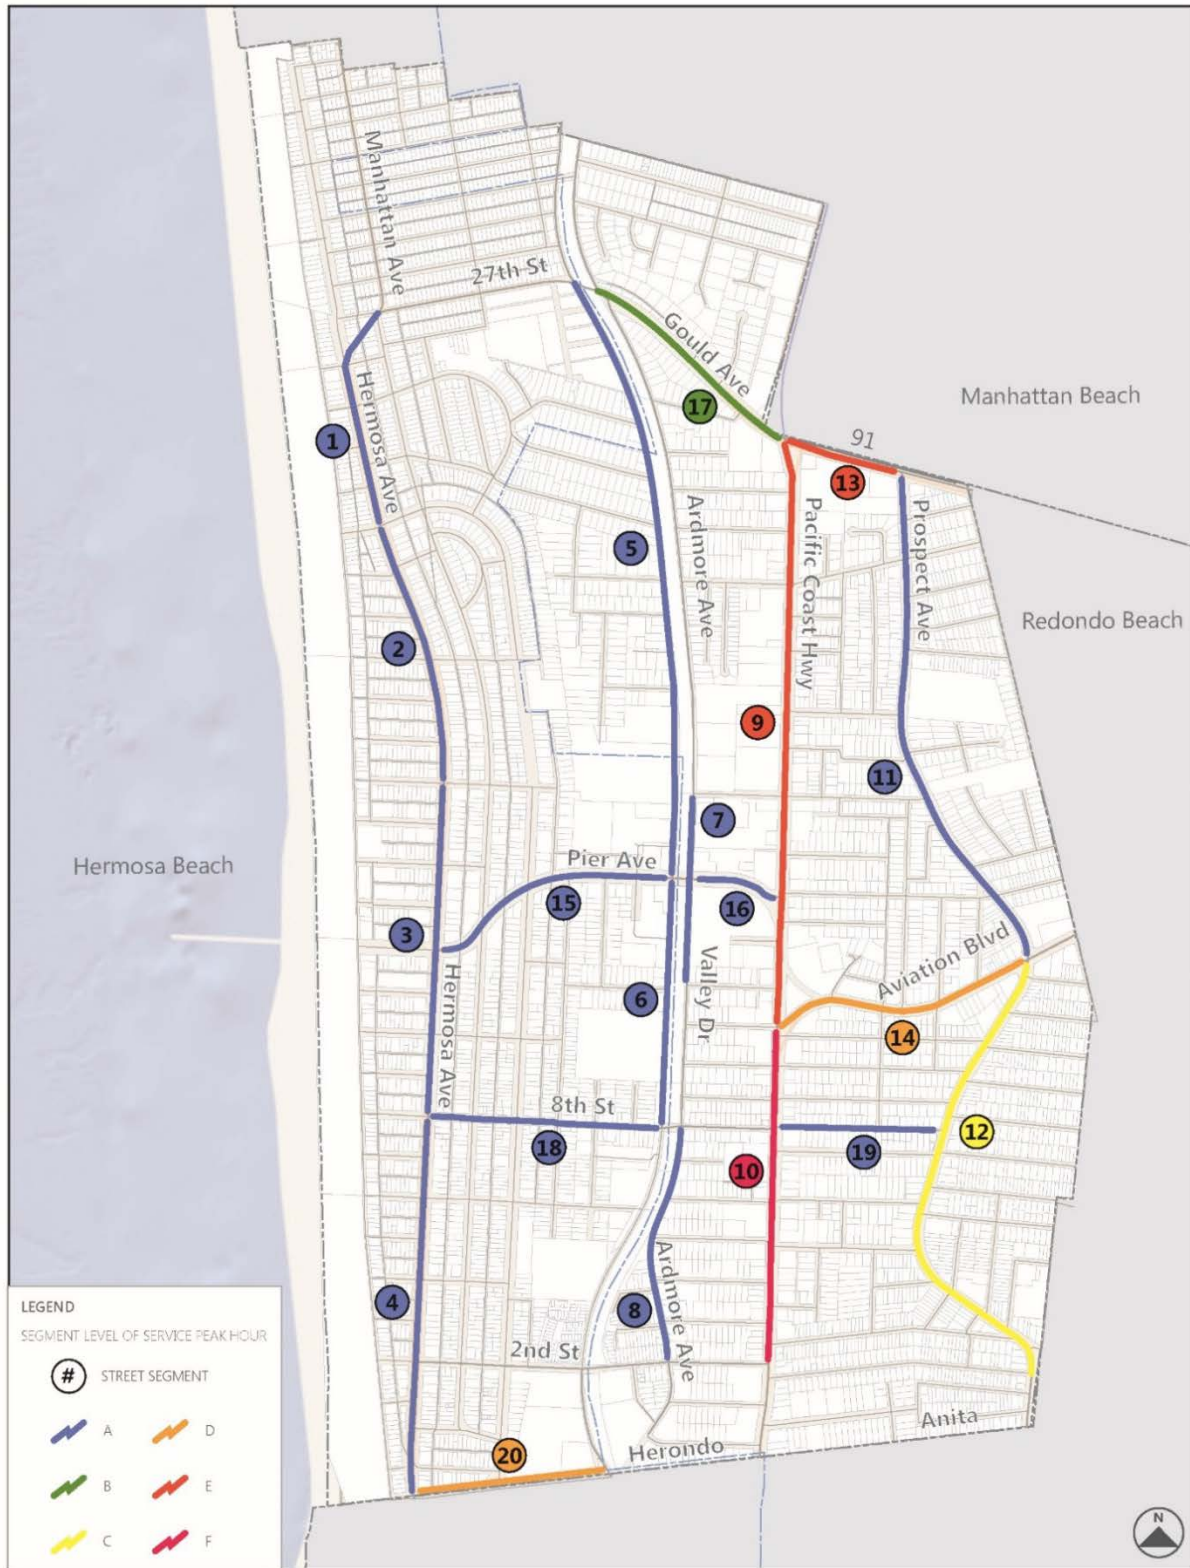 Manhattan Ave
27th St
Gould Ave
17
Manhattan Beach
91
13
Hermosa Ave
1
Ardmore Ave
Pacific Coast Hwy
Prospect Ave
5
Redondo Beach
2
9
11
7
Hermosa Beach
Pier Ave
15
16
3
Aviation Blvd
Valley Dr
Hermosa Ave
6
14
8th St
18
12
19
10
Ardmore Ave
4
8
2nd St
Anita
Herondo
20
LEGEND
SEGMENT LEVEL OF SERVICE PEAK HOUR
# STREET SEGMENT
A D
B E
C F
N